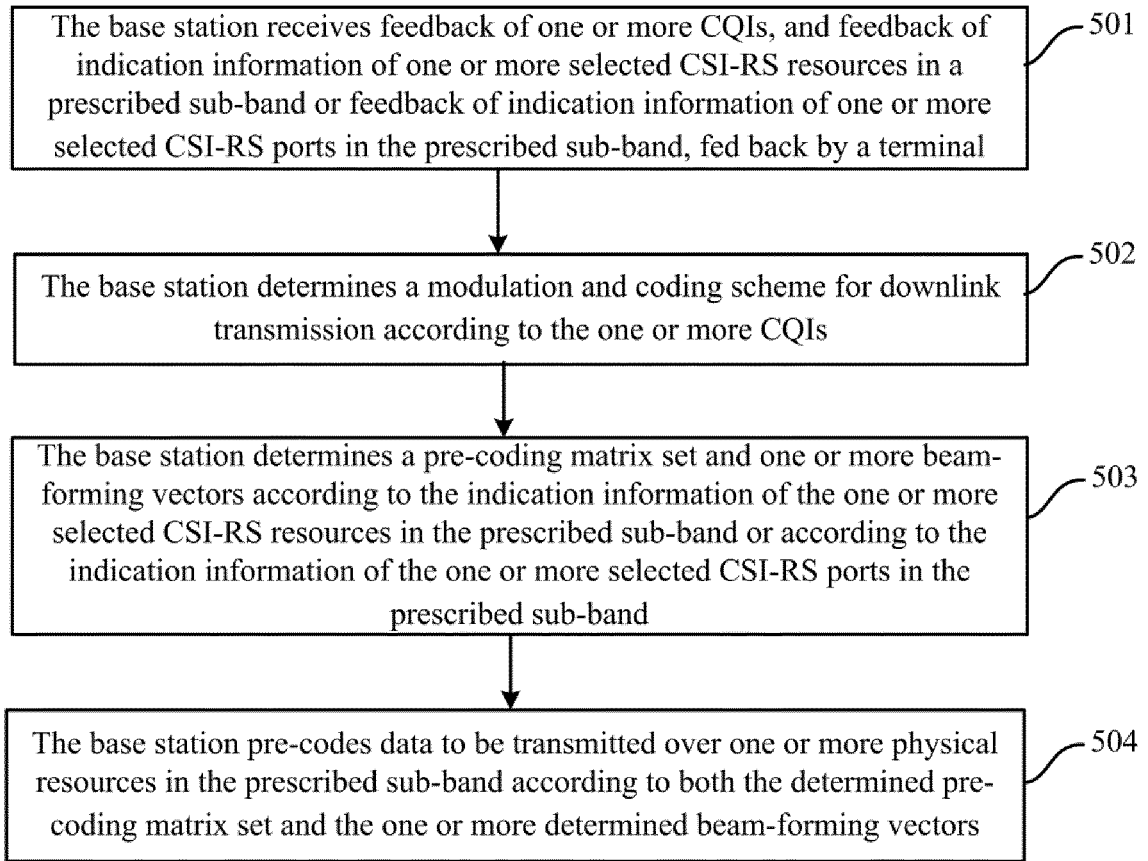 The base station receives feedback of one or more CQIs, and feedback of
indication information of one or more selected CSI-RS resources in a
prescribed sub-band or feedback of indication information of one or more
selected CSI-RS ports in the prescribed sub-band, fed back by a terminal
501
The base station determines a modulation and coding scheme for downlink
transmission according to the one or more CQIs
502
The base station determines a pre-coding matrix set and one or more beam-
forming vectors according to the indication information of the one or more
selected CSI-RS resources in the prescribed sub-band or according to the
indication information of the one or more selected CSI-RS ports in the
prescribed sub-band
503
The base station pre-codes data to be transmitted over one or more physical
resources in the prescribed sub-band according to both the determined pre-
coding matrix set and the one or more determined beam-forming vectors
504